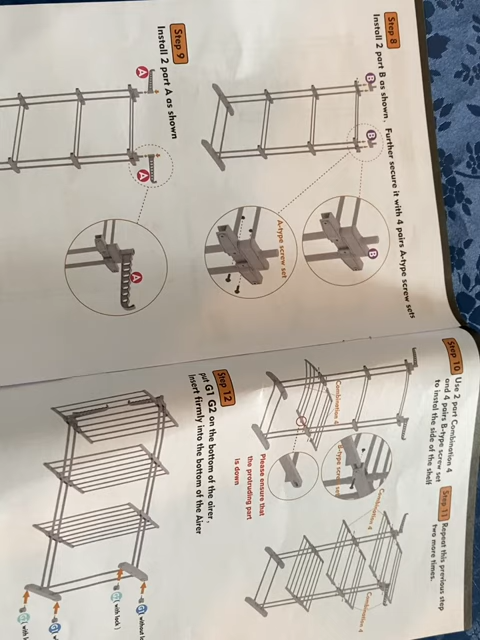 Step 8
Install 2 part B as shown. Further secure it with 4 pairs A-type screw sets
B
B
B
A-type screw set
Step 9
Install 2 part A as shown
A
A
A
Step 10
Use 2 part Combination 4
and 4 pairs B-type screw set
to instal the side of the shelf
Combination 4
B-type screw set
Please ensure that
the protruding part
is down
Step 11
Repeat this previous step
two more times.
Combination 4
Combination 4
Step 12
put G1 G2 on the bottom of the airer,
Insert firmly into the bottom of the Airer
( with lock )